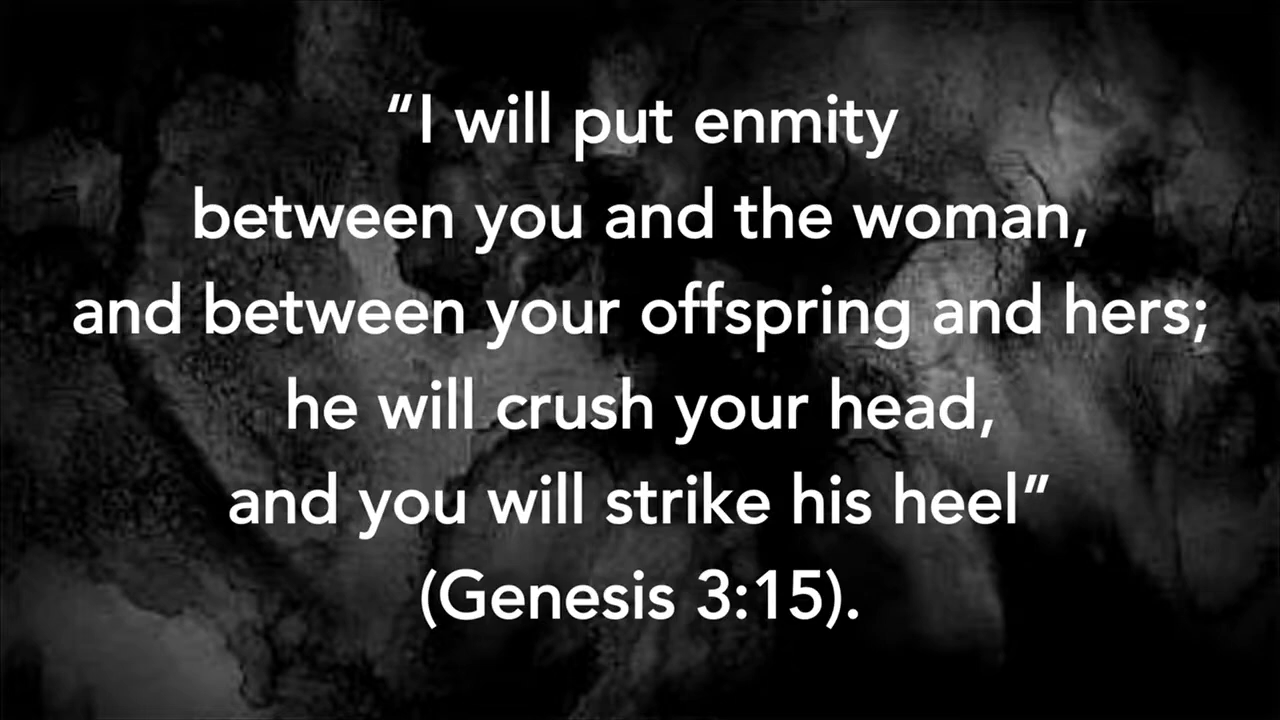 “I will put enmity
between you and the woman,
and between your offspring and hers;
he will crush your head,
and you will strike his heel”
(Genesis 3:15).